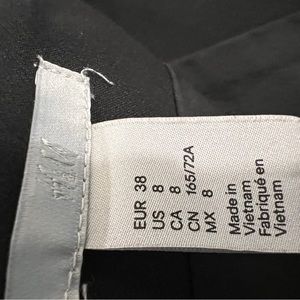 H&M
EUR 38
US 8
CA 8
CN 165/72A
MX 8
Made in
Vietnam
Fabriqué en
Vietnam